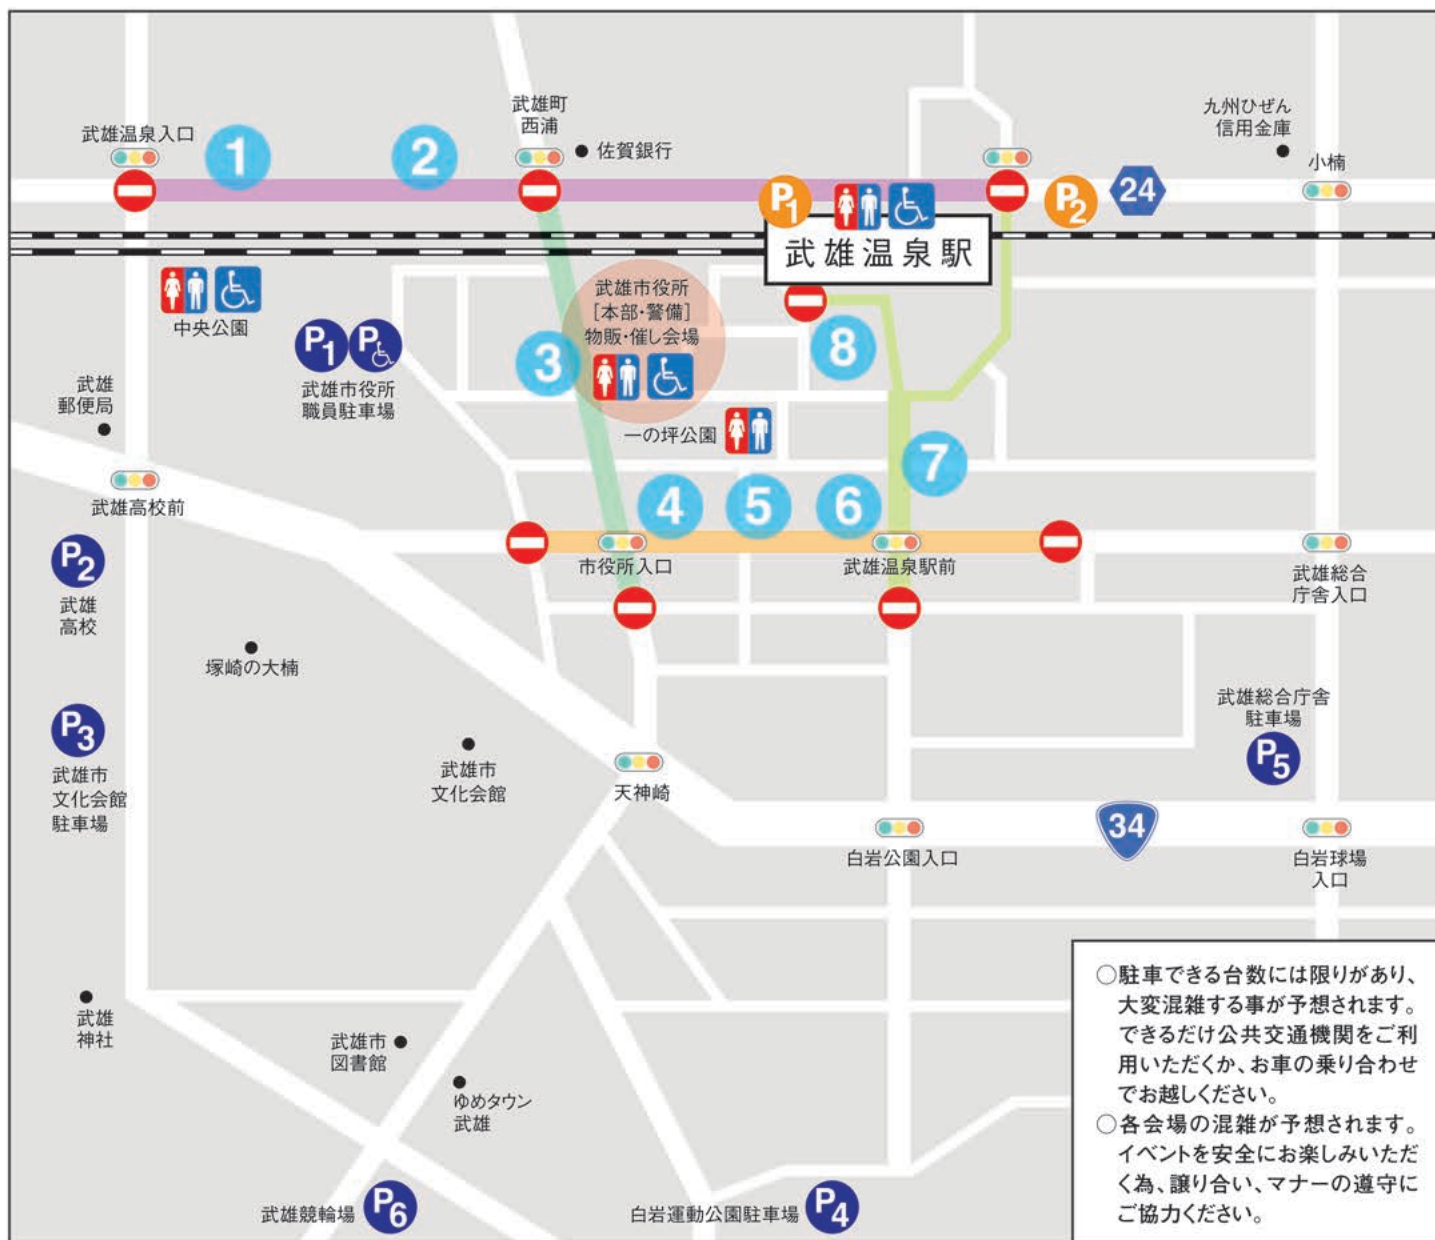 武雄町
西浦
九州ひぜん
信用金庫
武雄温泉入口
1
2
佐賀銀行
小楠
P1
P2
24
武雄温泉駅
中央公園
武雄市役所
[本部・警備]
物販・催し会場
3
8
P1
P
武雄市役所
職員駐車場
武雄
郵便局
一の坪公園
7
武雄高校前
4
5
6
市役所入口
武雄温泉駅前
武雄総合
庁舎入口
P2
武雄
高校
塚崎の大楠
P3
武雄市
文化会館
駐車場
武雄市
文化会館
天神崎
武雄総合庁舎
駐車場
P5
34
白岩公園入口
白岩球場
入口
武雄
神社
武雄市
図書館
ゆめタウン
武雄
武雄競輪場
P6
白岩運動公園駐車場
P4
○駐車できる台数には限りがあり、
大変混雑する事が予想されます。
できるだけ公共交通機関をご利
用いただくか、お車の乗り合わせ
でお越しください。
○各会場の混雑が予想されます。
イベントを安全にお楽しみいただ
く為、譲り合い、マナーの遵守に
ご協力ください。